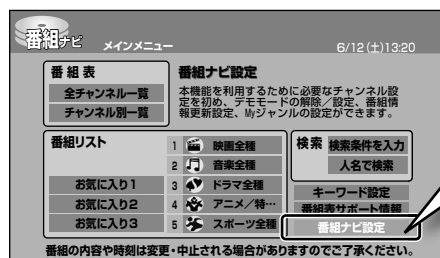 番組ナビ メインメニュー 6/12(土)13:20
番組表
全チャンネル一覧
チャンネル別一覧
番組ナビ設定
本機能を利用するために必要なチャンネル設
定を初め、デモモードの解除/設定、番組情
報更新設定、Myジャンルの設定ができます。
番組リスト
お気に入り1
お気に入り2
お気に入り3
1 映画全種
2 音楽全種
3 ドラマ全種
4 アニメ/特…
5 スポーツ全種
検索 検索条件を入力
人名で検索
キーワード設定
番組表サポート情報
番組ナビ設定
番組の内容や時刻は変更・中止される場合がありますのでご了承ください。